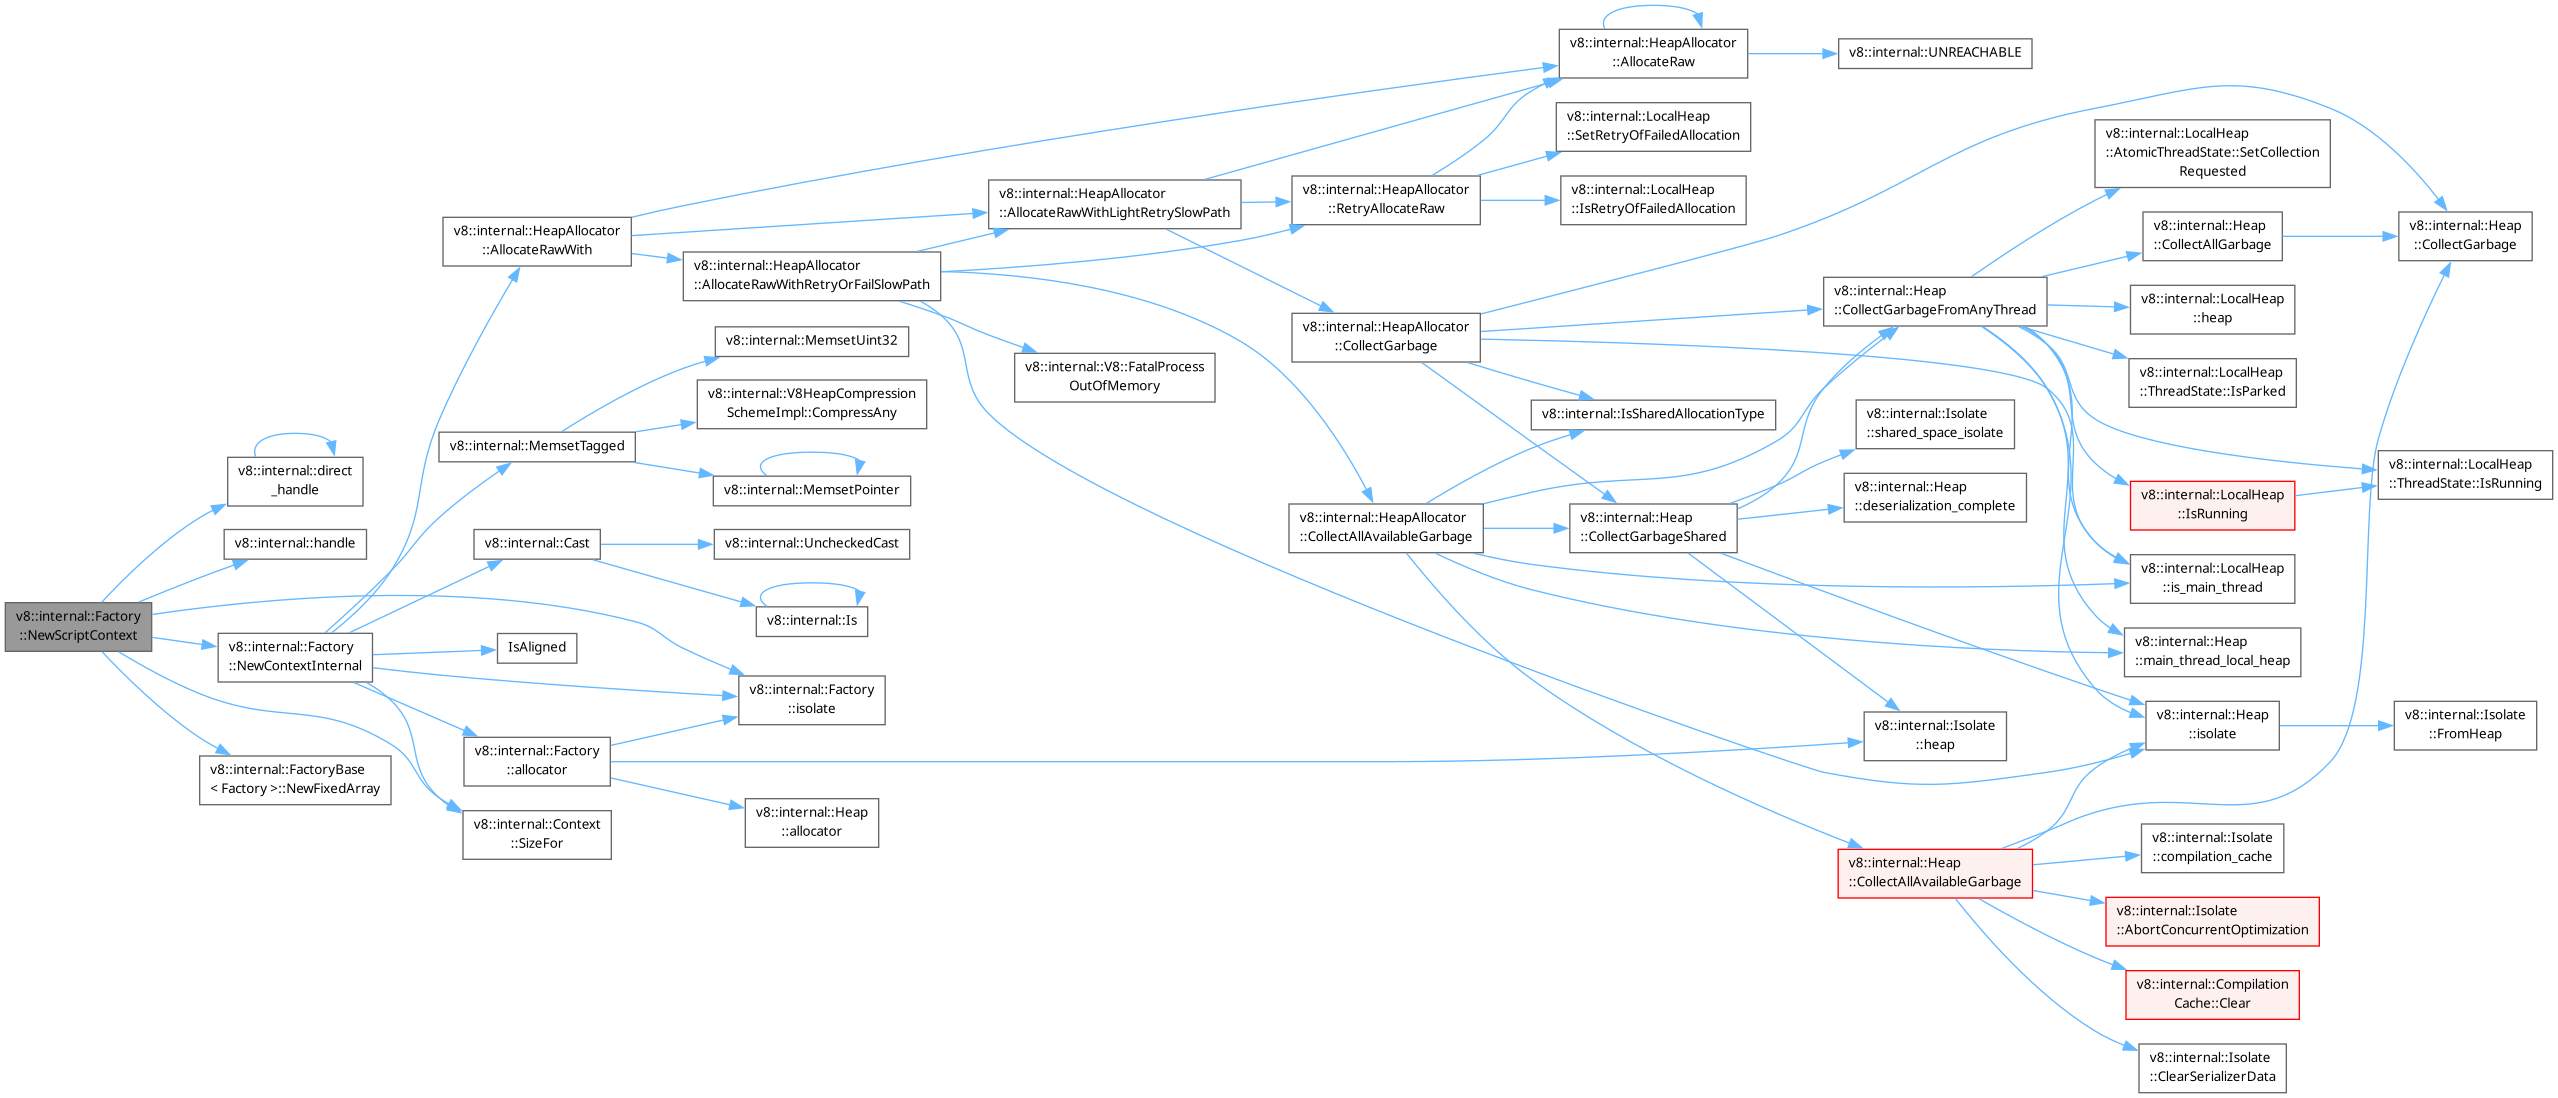 v8::internal::Factory
::NewScriptContext
v8::internal::direct
_handle
v8::internal::handle
v8::internal::Factory
::NewContextInternal
v8::internal::FactoryBase
< Factory >::NewFixedArray
v8::internal::HeapAllocator
::AllocateRawWith
v8::internal::MemsetTagged
v8::internal::Cast
IsAligned
v8::internal::Factory
::allocator
v8::internal::Context
::SizeFor
v8::internal::HeapAllocator
::AllocateRawWithRetryOrFailSlowPath
v8::internal::MemsetUint32
v8::internal::V8HeapCompression
SchemeImpl::CompressAny
v8::internal::MemsetPointer
v8::internal::UncheckedCast
v8::internal::Is
v8::internal::Factory
::isolate
v8::internal::Heap
::allocator
v8::internal::HeapAllocator
::AllocateRawWithLightRetrySlowPath
v8::internal::V8::FatalProcess
OutOfMemory
v8::internal::HeapAllocator
::RetryAllocateRaw
v8::internal::HeapAllocator
::CollectGarbage
v8::internal::HeapAllocator
::CollectAllAvailableGarbage
v8::internal::HeapAllocator
::AllocateRaw
v8::internal::LocalHeap
::SetRetryOfFailedAllocation
v8::internal::LocalHeap
::IsRetryOfFailedAllocation
v8::internal::IsSharedAllocationType
v8::internal::Heap
::CollectGarbageShared
v8::internal::UNREACHABLE
v8::internal::Heap
::CollectGarbageFromAnyThread
v8::internal::Isolate
::shared_space_isolate
v8::internal::Heap
::deserialization_complete
v8::internal::Isolate
::heap
v8::internal::Heap
::CollectAllAvailableGarbage
v8::internal::LocalHeap
::AtomicThreadState::SetCollection
Requested
v8::internal::Heap
::CollectAllGarbage
v8::internal::LocalHeap
::heap
v8::internal::LocalHeap
::ThreadState::IsParked
v8::internal::LocalHeap
::IsRunning
v8::internal::LocalHeap
::is_main_thread
v8::internal::Heap
::main_thread_local_heap
v8::internal::Heap
::isolate
v8::internal::Isolate
::compilation_cache
v8::internal::Isolate
::AbortConcurrentOptimization
v8::internal::Compilation
Cache::Clear
v8::internal::Isolate
::ClearSerializerData
v8::internal::Heap
::CollectGarbage
v8::internal::LocalHeap
::ThreadState::IsRunning
v8::internal::Isolate
::FromHeap